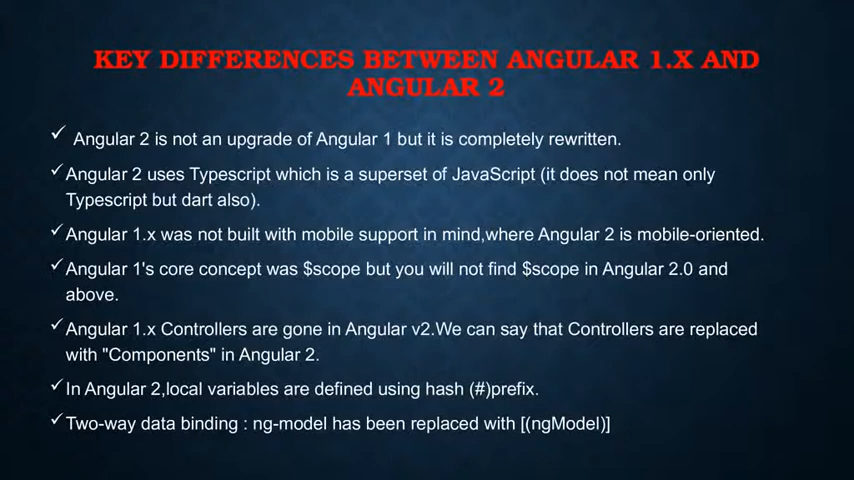 KEY DIFFERENCES BETWEEN ANGULAR 1.X AND
ANGULAR 2
✓ Angular 2 is not an upgrade of Angular 1 but it is completely rewritten.
✓Angular 2 uses Typescript which is a superset of JavaScript (it does not mean only
Typescript but dart also).
✓Angular 1.x was not built with mobile support in mind,where Angular 2 is mobile-oriented.
✓Angular 1's core concept was $scope but you will not find $scope in Angular 2.0 and
above.
✓Angular 1.x Controllers are gone in Angular v2.We can say that Controllers are replaced
with "Components" in Angular 2.
✓In Angular 2,local variables are defined using hash (#)prefix.
✓Two-way data binding : ng-model has been replaced with [(ngModel)]